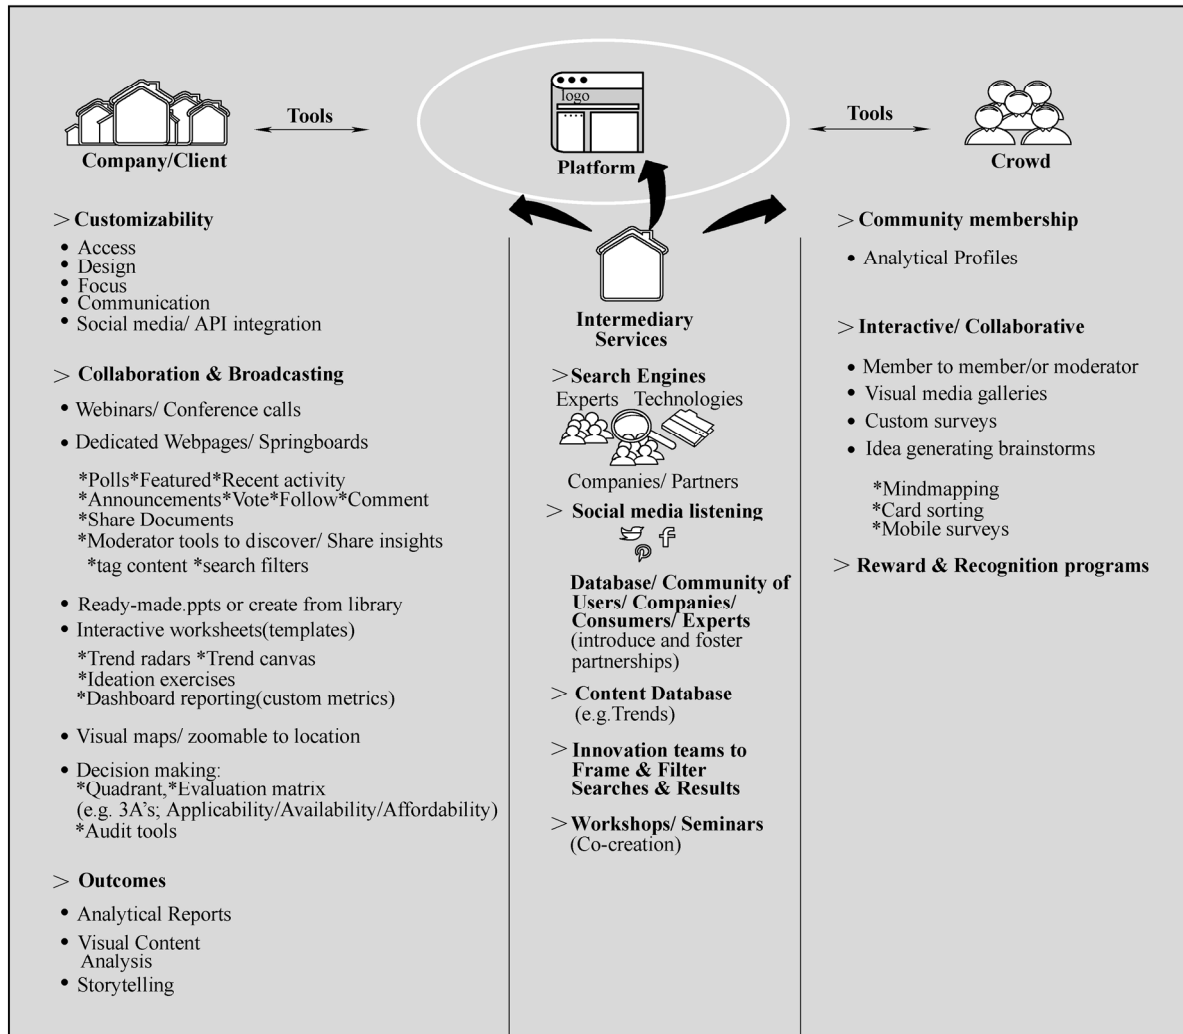 logo
Tools
Tools
Company/Client
Platform
Crowd
> Customizability
• Access
• Design
• Focus
• Communication
• Social media/ API integration
> Collaboration & Broadcasting
• Webinars/ Conference calls
• Dedicated Webpages/ Springboards
*Polls*Featured*Recent activity
*Announcements*Vote*Follow*Comment
*Share Documents
*Moderator tools to discover/ Share insights
*tag content *search filters
• Ready-made.ppts or create from library
• Interactive worksheets(templates)
*Trend radars *Trend canvas
*Ideation exercises
*Dashboard reporting(custom metrics)
• Visual maps/ zoomable to location
• Decision making:
*Quadrant,*Evaluation matrix
(e.g. 3A's; Applicability/Availability/Affordability)
*Audit tools
> Outcomes
• Analytical Reports
• Visual Content
Analysis
• Storytelling
Intermediary
Services
>Search Engines
Experts Technologies
Companies/ Partners
> Social media listening
Database/ Community of
Users/ Companies/
Consumers/ Experts
(introduce and foster
partnerships)
> Content Database
(e.g.Trends)
> Innovation teams to
Frame & Filter
Searches & Results
> Workshops/ Seminars
(Co-creation)
> Community membership
• Analytical Profiles
> Interactive/ Collaborative
• Member to member/or moderator
• Visual media galleries
• Custom surveys
• Idea generating brainstorms
*Mindmapping
*Card sorting
*Mobile surveys
> Reward & Recognition programs